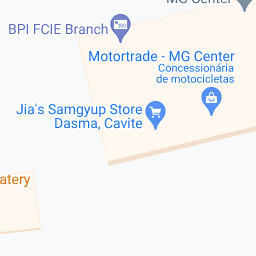 MG Center
BPI FCIE Branch
Motortrade - MG Center
Concessionária
de motocicletas
Jia's Samgyup Store
Dasma, Cavite
atery